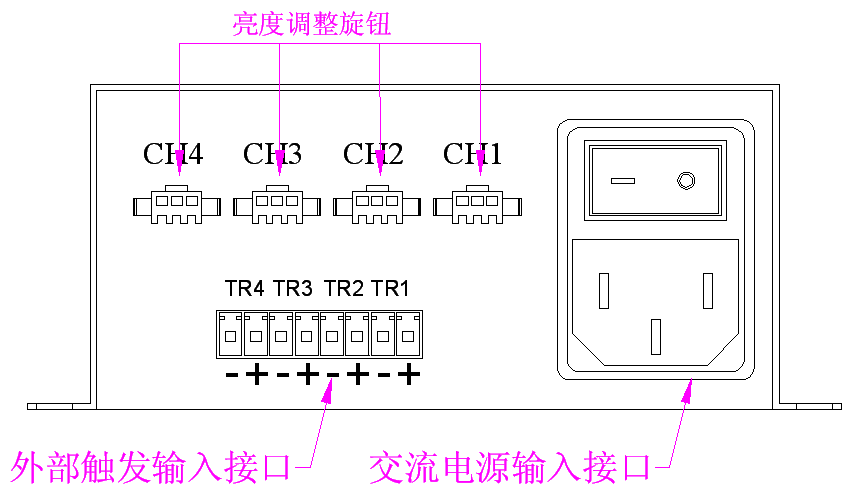 亮度调整旋钮
CH4 CH3 CH2 CH1
TR4 TR3 TR2 TR1
- + - + - + - +
外部触发输入接口 交流电源输入接口